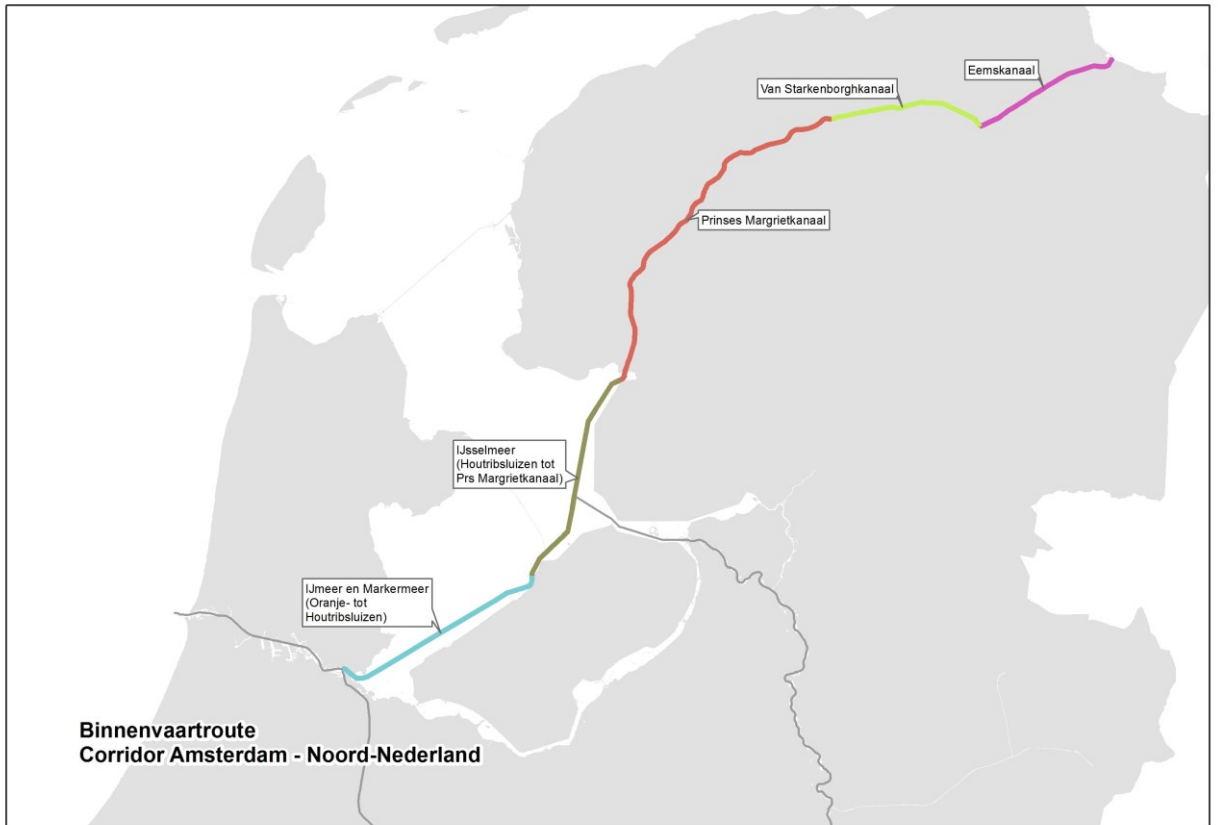 Eemskanaal
Van Starkenborghkanaal
Prinses Margrietkanaal
IJsselmeer
(Houtribsluizen tot
Prs Margrietkanaal)
IJmeer en Markermeer
(Oranje- tot
Houtribsluizen)
Binnenvaartroute
Corridor Amsterdam - Noord-Nederland